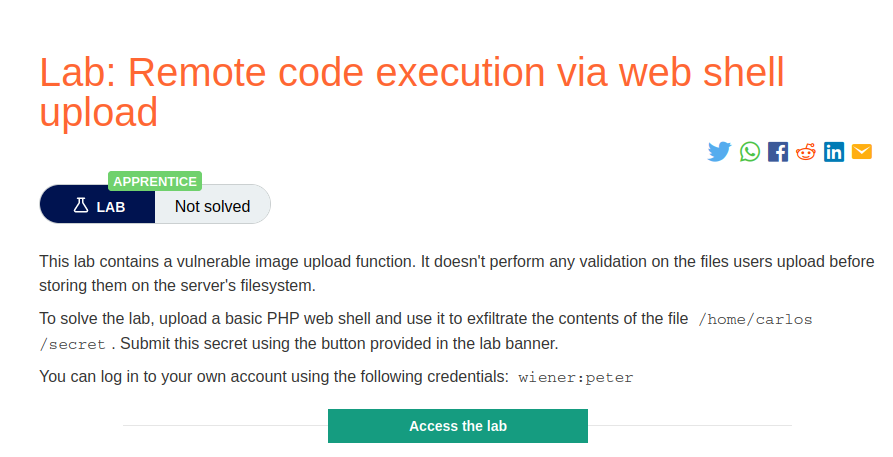 Lab: Remote code execution via web shell
upload
APPRENTICE
LAB
Not solved
This lab contains a vulnerable image upload function. It doesn't perform any validation on the files users upload before
storing them on the server's filesystem.
To solve the lab, upload a basic PHP web shell and use it to exfiltrate the contents of the file /home/carlos
/secret . Submit this secret using the button provided in the lab banner.
You can log in to your own account using the following credentials: wiener:peter
Access the lab